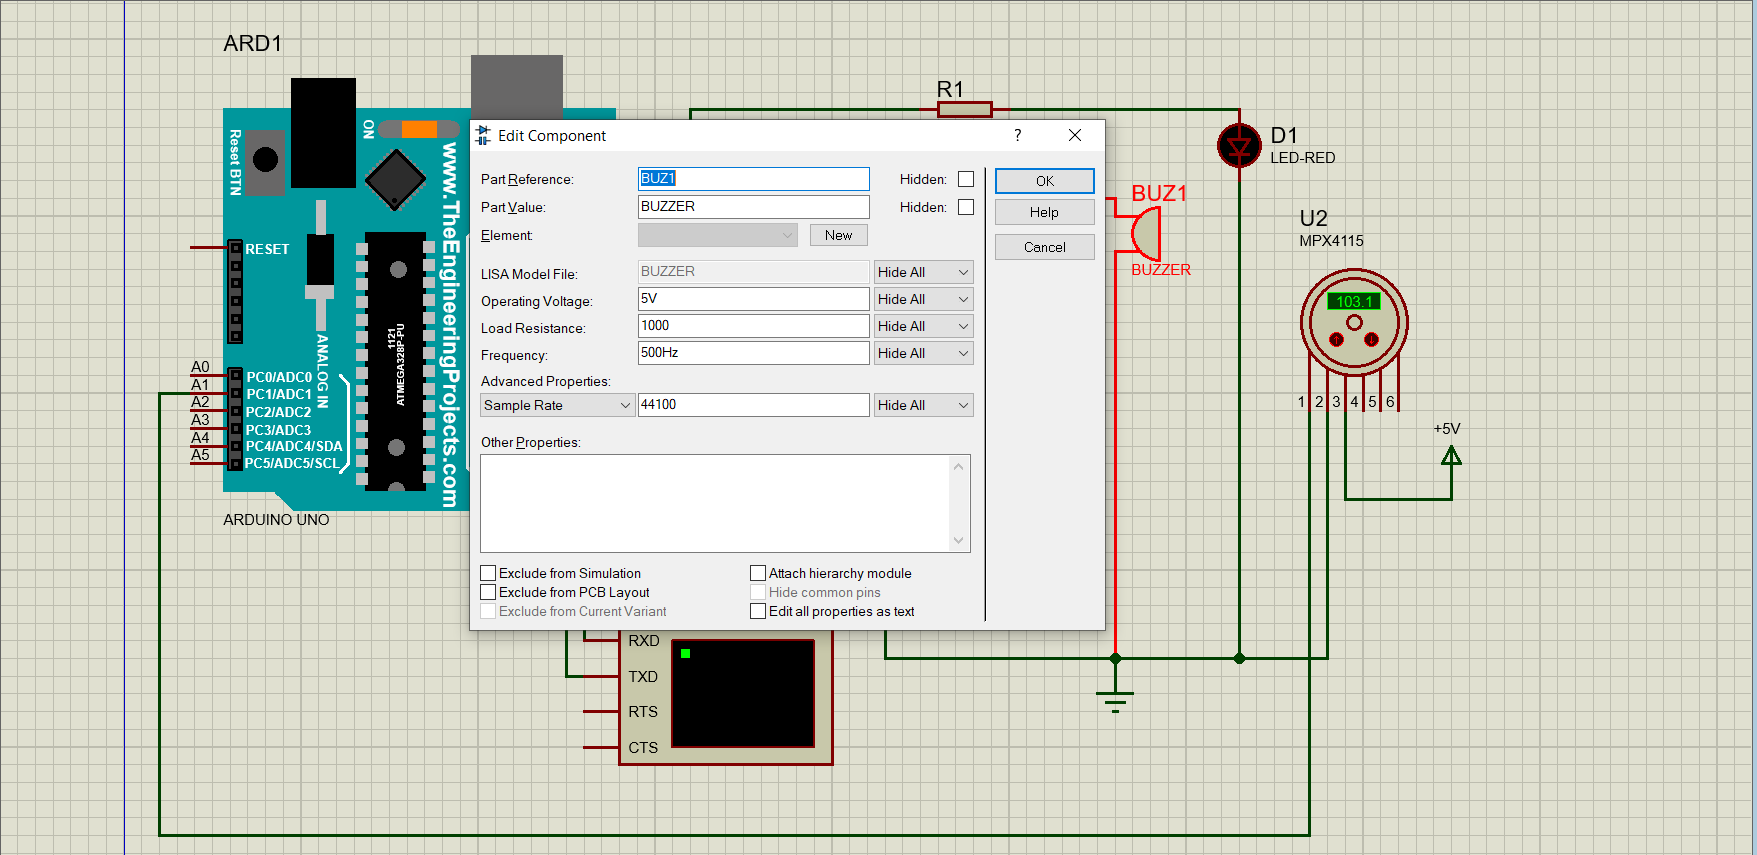 ARD1
ON
Reset BTN
www.TheEngineeringProjects.com
RESET
ANALOG IN
1121
ATMEGA328P-PU
A0
A1
A2
A3
A4
A5
PC0/ADC0
PC1/ADC1
PC2/ADC2
PC3/ADC3
PC4/ADC4/SDA
PC5/ADC5/SCL
ARDUINO UNO
Edit Component
?
Part Reference:
BUZ1
Hidden:
Part Value:
BUZZER
Hidden:
Element:
New
LISA Model File:
BUZZER
Hide All
Operating Voltage:
5V
Hide All
Load Resistance:
1000
Hide All
Frequency:
500Hz
Hide All
Advanced Properties:
Sample Rate
44100
Hide All
Other Properties:
Exclude from Simulation
Exclude from PCB Layout
Exclude from Current Variant
Attach hierarchy module
Hide common pins
Edit all properties as text
OK
Help
Cancel
R1
D1
LED-RED
BUZ1
BUZZER
U2
MPX4115
103.1
1 2 3 4 5 6
+5V
RXD
TXD
RTS
CTS